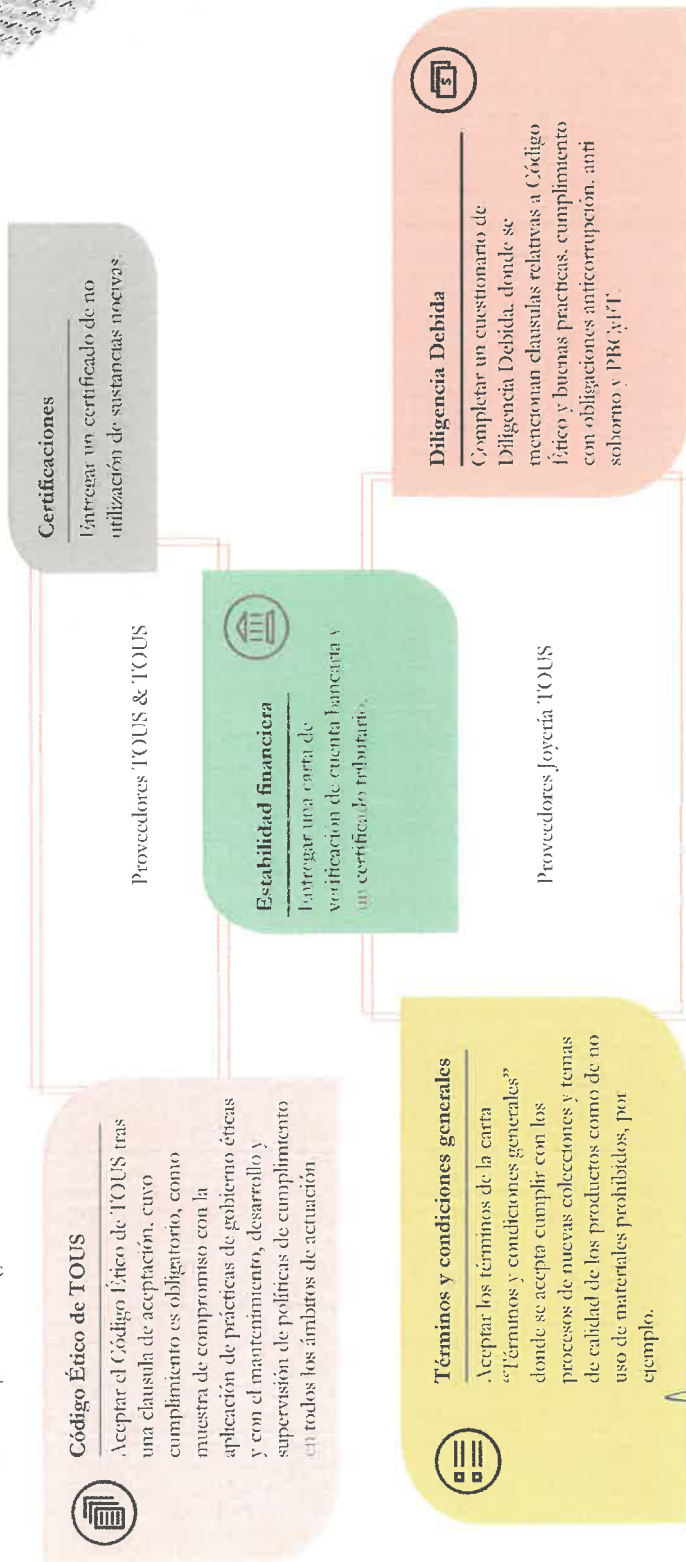 Código Ético de TOUS
Aceptar el Código Ético de TOUS tras
una clausula de aceptación, cuyo
cumplimiento es obligatorio, como
muestra de compromiso con la
aplicación de prácticas de gobierno éticas
y con el mantenimiento, desarrollo y
supervisión de políticas de cumplimiento
en todos los ámbitos de actuación
Proveedores TOUS & TOUS
Certificaciones
Entregar un certificado de no
utilización de sustancias nocivas.
Estabilidad financiera
Entregar una carta de
verificación de cuenta bancaria y
un certificado tributario.
Términos y condiciones generales
Aceptar los términos de la carta
“Términos y condiciones generales”
donde se acepta cumplir con los
procesos de nuevas colecciones y temas
de calidad de los productos como de no
uso de materiales prohibidos, por
ejemplo.
Proveedores Joyería TOUS
Diligencia Debida
Completar un cuestionario de
Diligencia Debida, donde se
mencionan clausulas relativas a Código
Ético y buenas practicas, cumplimiento
con obligaciones anticorrupción, anti
soborno y PBCyFT.
$